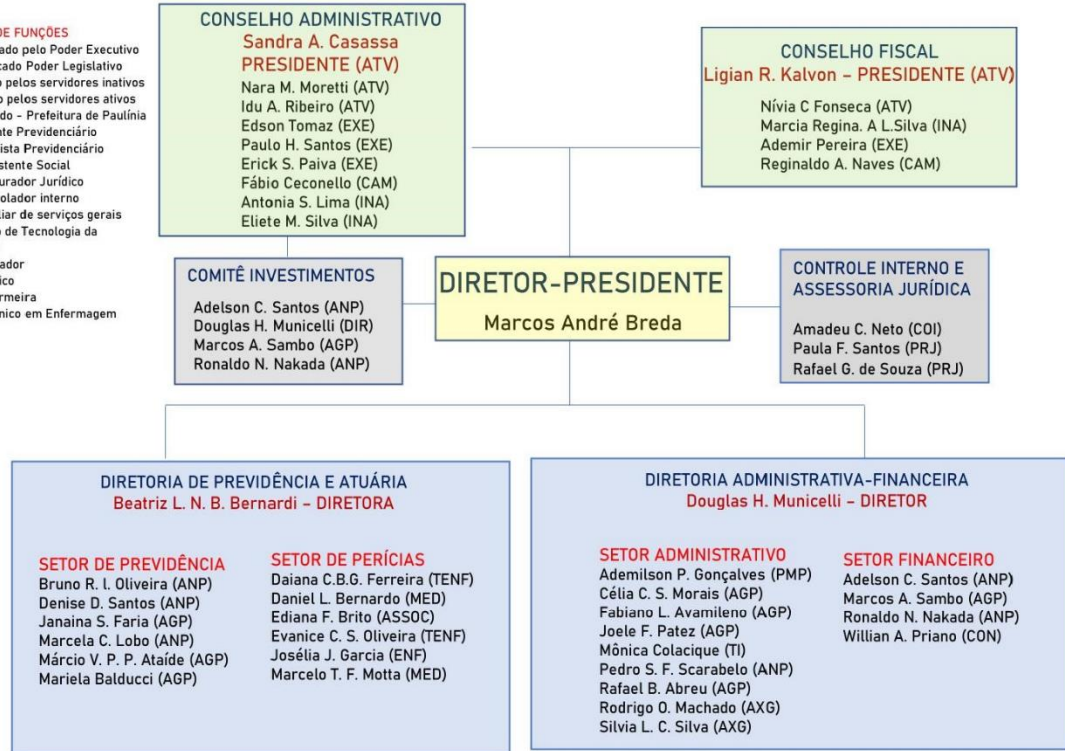 DE FUNÇÕES
ado pelo Poder Executivo
cado Poder Legislativo
o pelos servidores inativos
o pelos servidores ativos
do - Prefeitura de Paulínia
nte Previdenciário
ista Previdenciário
istente Social
urador Jurídico
rolador interno
liar de serviços gerais
o de Tecnologia da
ador
ico
rmeira
nico em Enfermagem
CONSELHO ADMINISTRATIVO
Sandra A. Casassa
PRESIDENTE (ATV)
Nara M. Moretti (ATV)
Idu A. Ribeiro (ATV)
Edson Tomaz (EXE)
Paulo H. Santos (EXE)
Erick S. Paiva (EXE)
Fábio Ceconello (CAM)
Antonia S. Lima (INA)
Eliete M. Silva (INA)
CONSELHO FISCAL
Ligian R. Kalvon – PRESIDENTE (ATV)
Nívia C Fonseca (ATV)
Marcia Regina. A L.Silva (INA)
Ademir Pereira (EXE)
Reginaldo A. Naves (CAM)
COMITÊ INVESTIMENTOS
Adelson C. Santos (ANP)
Douglas H. Municelli (DIR)
Marcos A. Sambo (AGP)
Ronaldo N. Nakada (ANP)
DIRETOR-PRESIDENTE
Marcos André Breda
CONTROLE INTERNO E
ASSESSORIA JURÍDICA
Amadeu C. Neto (COI)
Paula F. Santos (PRJ)
Rafael G. de Souza (PRJ)
DIRETORIA DE PREVIDÊNCIA E ATUÁRIA
Beatriz L. N. B. Bernardi – DIRETORA
SETOR DE PREVIDÊNCIA
Bruno R. l. Oliveira (ANP)
Denise D. Santos (ANP)
Janaina S. Faria (AGP)
Marcela C. Lobo (ANP)
Márcio V. P. P. Ataíde (AGP)
Mariela Balducci (AGP)
SETOR DE PERÍCIAS
Daiana C.B.G. Ferreira (TENF)
Daniel L. Bernardo (MED)
Ediana F. Brito (ASSOC)
Evanice C. S. Oliveira (TENF)
Josélia J. Garcia (ENF)
Marcelo T. F. Motta (MED)
DIRETORIA ADMINISTRATIVA-FINANCEIRA
Douglas H. Municelli – DIRETOR
SETOR ADMINISTRATIVO
Ademilson P. Gonçalves (PMP)
Célia C. S. Morais (AGP)
Fabiano L. Avamileno (AGP)
Joele F. Patez (AGP)
Mônica Colacique (TI)
Pedro S. F. Scarabelo (ANP)
Rafael B. Abreu (AGP)
Rodrigo O. Machado (AXG)
Silvia L. C. Silva (AXG)
SETOR FINANCEIRO
Adelson C. Santos (ANP)
Marcos A. Sambo (AGP)
Ronaldo N. Nakada (ANP)
Willian A. Priano (CON)